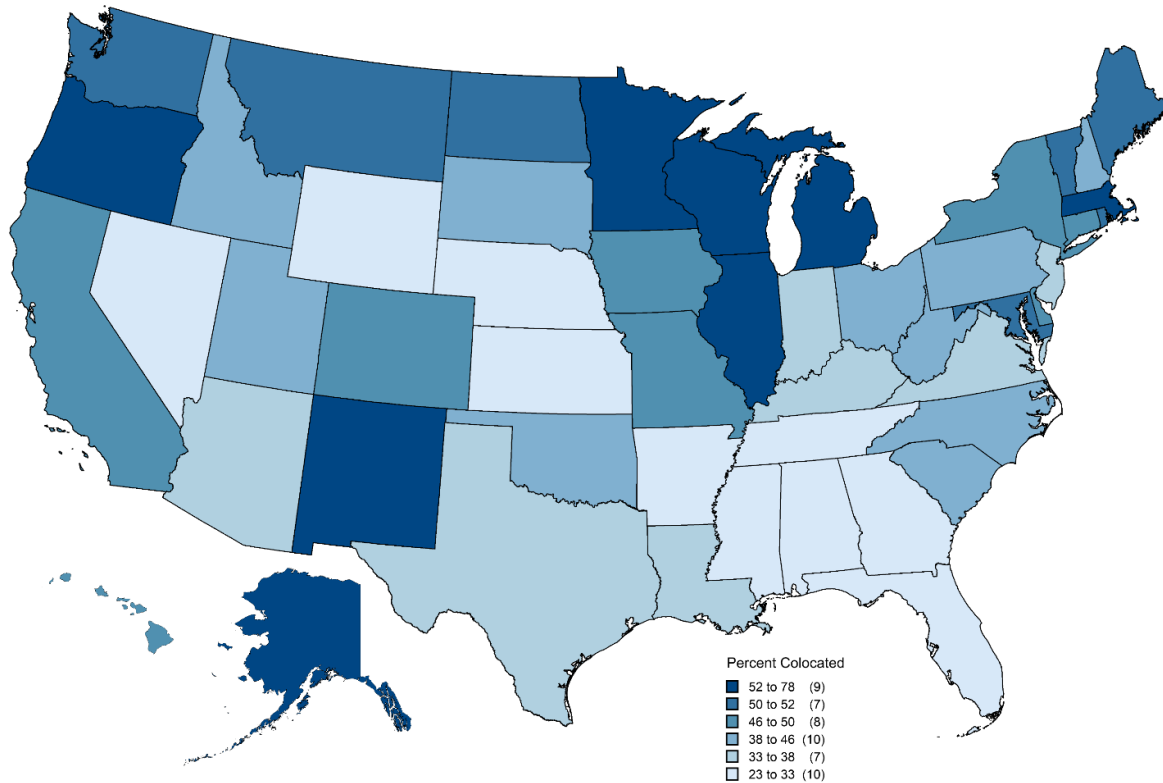 Percent Colocated
52 to 78 (9)
50 to 52 (7)
46 to 50 (8)
38 to 46 (10)
33 to 38 (7)
23 to 33 (10)